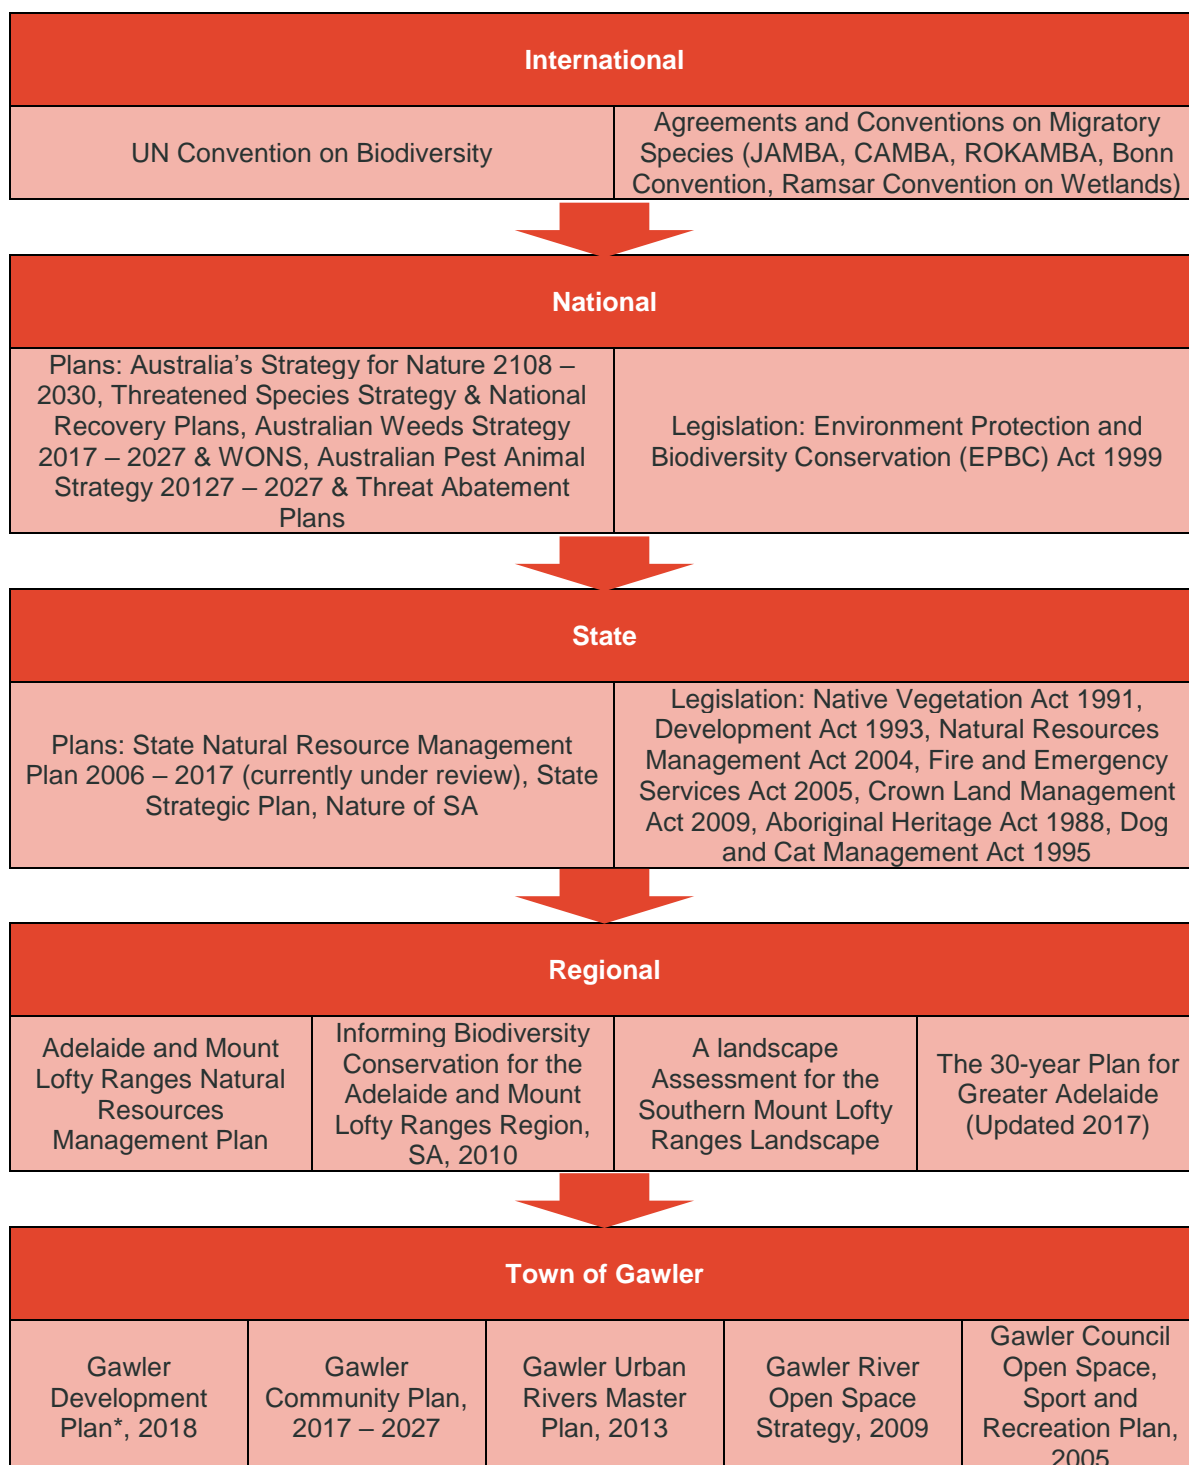 International
UN Convention on Biodiversity
Agreements and Conventions on Migratory
Species (JAMBA, CAMBA, ROKAMBA, Bonn
Convention, Ramsar Convention on Wetlands)
National
Plans: Australia’s Strategy for Nature 2108 –
2030, Threatened Species Strategy & National
Recovery Plans, Australian Weeds Strategy
2017 – 2027 & WONS, Australian Pest Animal
Strategy 20127 – 2027 & Threat Abatement
Plans
Legislation: Environment Protection and
Biodiversity Conservation (EPBC) Act 1999
State
Plans: State Natural Resource Management
Plan 2006 – 2017 (currently under review), State
Strategic Plan, Nature of SA
Legislation: Native Vegetation Act 1991,
Development Act 1993, Natural Resources
Management Act 2004, Fire and Emergency
Services Act 2005, Crown Land Management
Act 2009, Aboriginal Heritage Act 1988, Dog
and Cat Management Act 1995
Regional
Adelaide and Mount
Lofty Ranges Natural
Resources
Management Plan
Informing Biodiversity
Conservation for the
Adelaide and Mount
Lofty Ranges Region,
SA, 2010
A landscape
Assessment for the
Southern Mount Lofty
Ranges Landscape
The 30-year Plan for
Greater Adelaide
(Updated 2017)
Town of Gawler
Gawler
Development
Plan*, 2018
Gawler
Community Plan,
2017 – 2027
Gawler Urban
Rivers Master
Plan, 2013
Gawler River
Open Space
Strategy, 2009
Gawler Council
Open Space,
Sport and
Recreation Plan,
2005